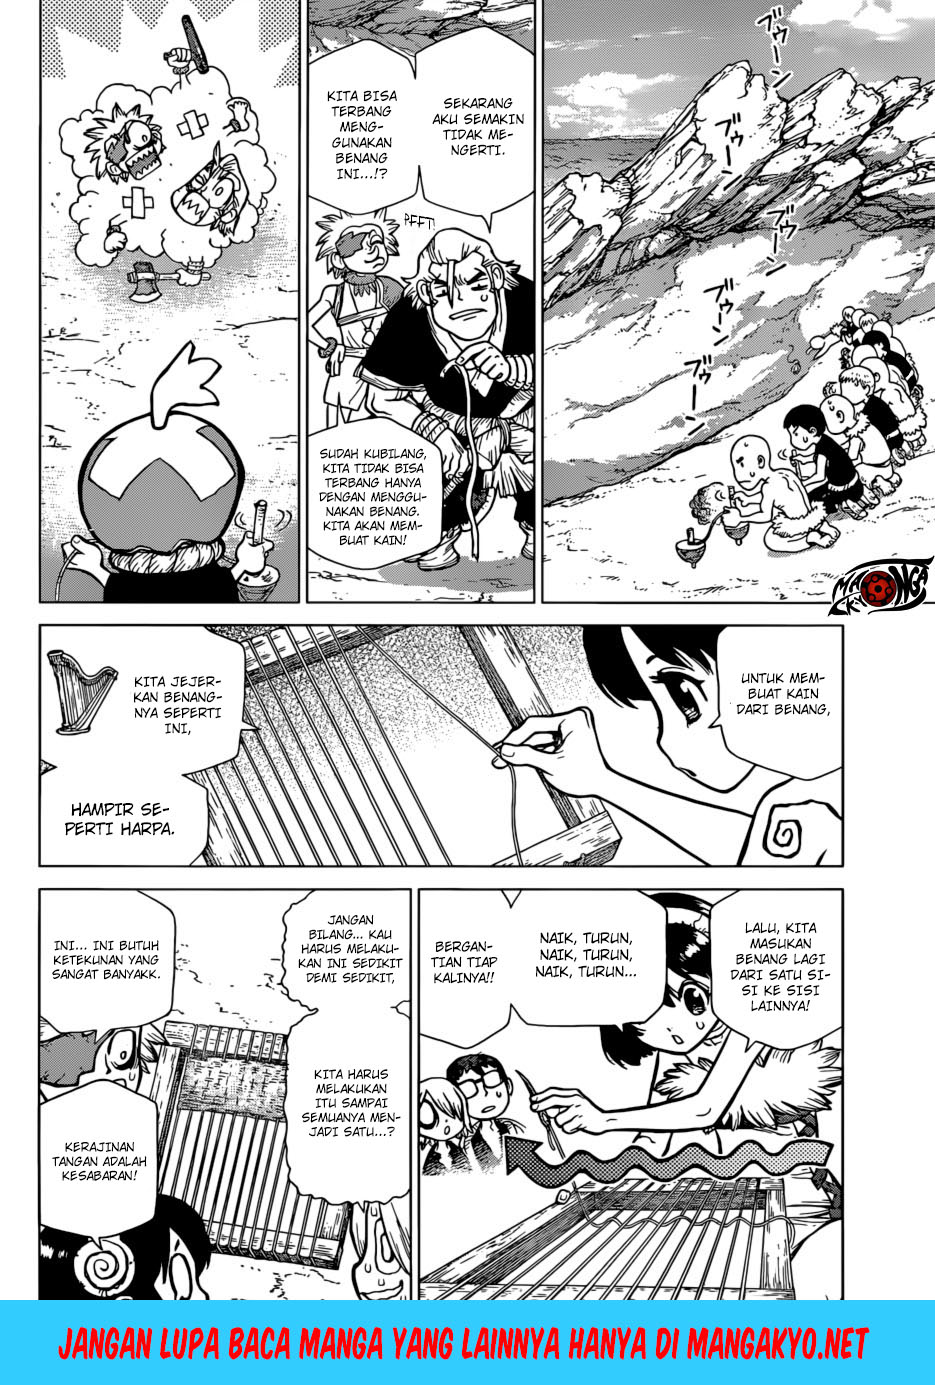 ブゥーン
ブゥーン
ブゥーン
ブゥーン
SEKARANG
AKU SEMAKIN
TIDAK ME-
NGERTI.
KITA BISA
TERBANG
MENG-
GUNAKAN
BENANG
INI...!?
PFFT!
SUDAH KUBILANG,
KITA TIDAK BISA
TERBANG HANYA
DENGAN MENGGU-
NAKAN BENANG.
KITA AKAN MEM-
BUAT KAIN!
MANGA
KYO
UNTUK MEM-
BUAT KAIN
DARI BENANG,
KITA JEJER-
KAN BENANG-
NYA SEPERTI
INI,
HAMPIR SE-
PERTI HARPA.
LALU, KITA
MASUKAN
BENANG LAGI
DARI SATU SI-
SI KE SISI
LAINNYA!
NAIK, TURUN,
NAIK, TURUN,
NAIK, TURUN...
BERGAN-
TIAN TIAP
KALINYA!!
JANGAN
BILANG... KAU
HARUS MELAKU-
KAN INI SEDIKIT
DEMI SEDIKIT,
KITA HARUS
MELAKUKAN
ITU SAMPAI
SEMUANYA MEN-
JADI SATU...?
INI... INI BUTUH
KETEKUNAN YANG
SANGAT BANYAKK.
KERAJINAN
TANGAN ADALAH
KESABARAN!
JANGAN LUPA BACA MANGA YANG LAINNYA HANYA DI MANGAKYO.NET